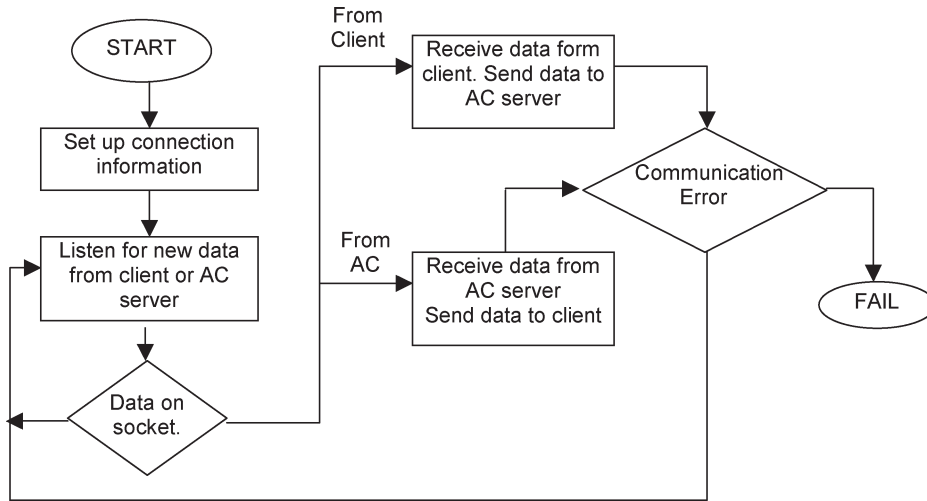 START
Set up connection
information
Listen for new data
from client or AC
server
Data on
socket.
From
Client
Receive data form
client. Send data to
AC server
From
AC
Receive data from
AC server
Send data to client
Communication
Error
FAIL